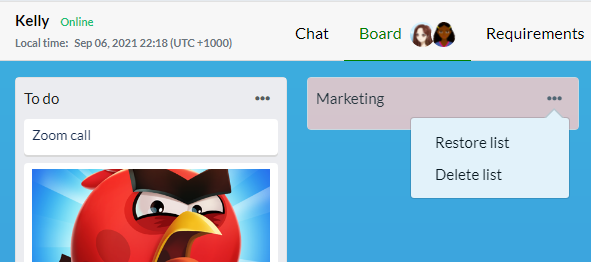 Kelly Online
Local time: Sep 06, 2021 22:18 (UTC +1000)
Chat
Board
Requirements
To do
Zoom call
Marketing
Restore list
Delete list